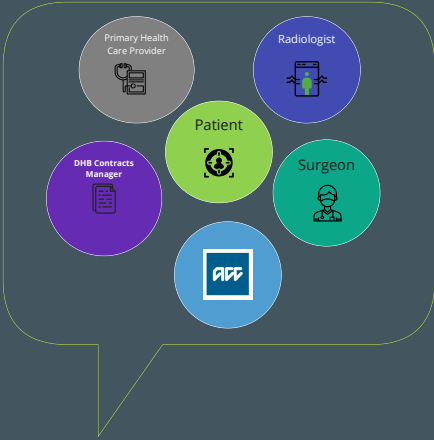 Primary Health
Care Provider
Radiologist
Patient
DHB Contracts
Manager
Surgeon
acc